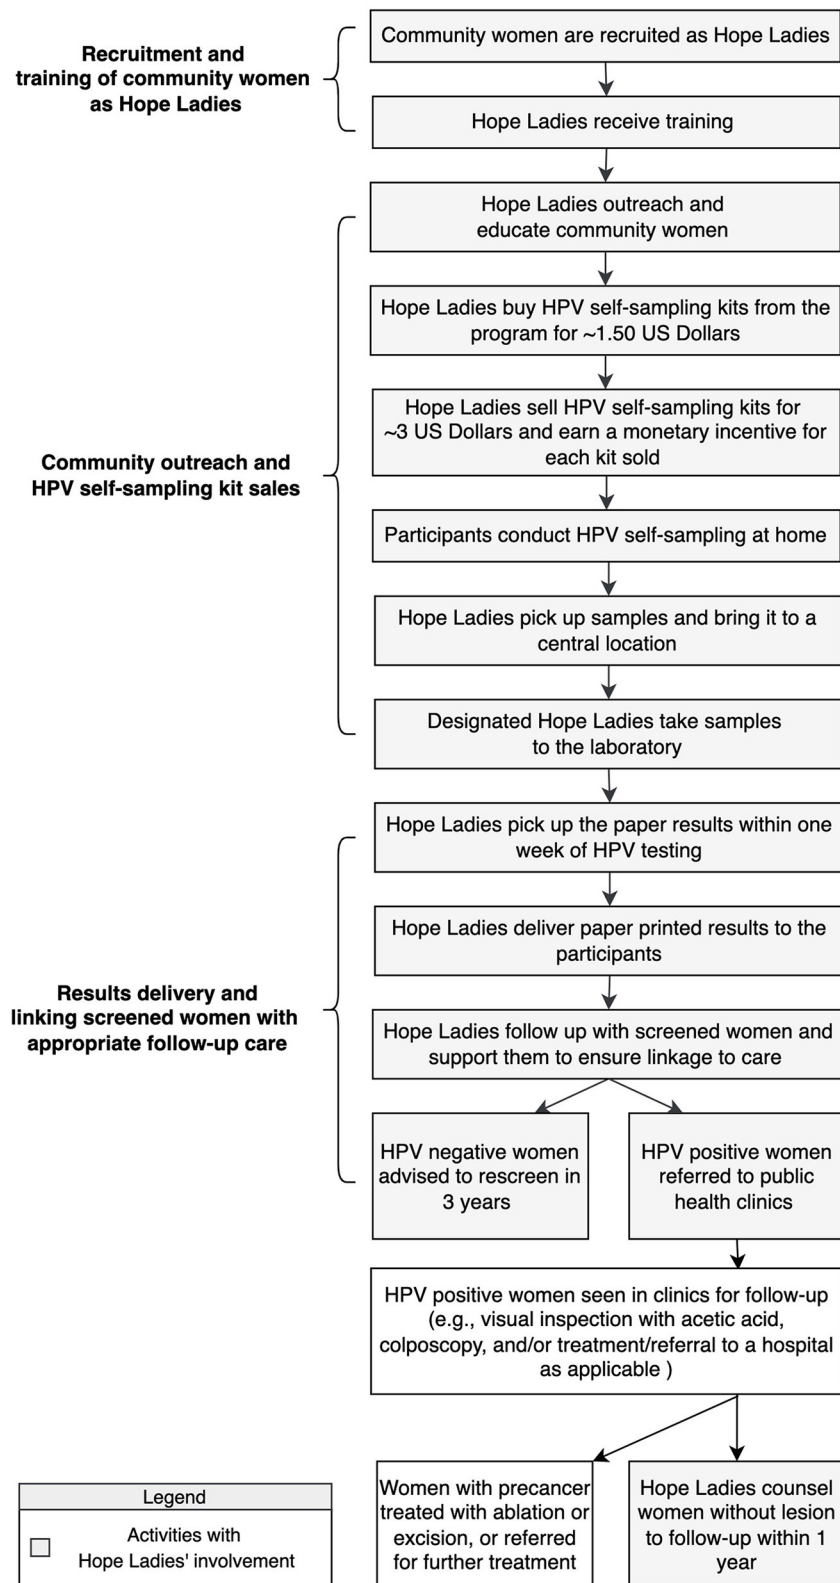 Recruitment and
training of community women
as Hope Ladies
Community women are recruited as Hope Ladies
Hope Ladies receive training
Community outreach and
HPV self-sampling kit sales
Hope Ladies outreach and
educate community women
Hope Ladies buy HPV self-sampling kits from the
program for ~1.50 US Dollars
Hope Ladies sell HPV self-sampling kits for
~3 US Dollars and earn a monetary incentive for
each kit sold
Participants conduct HPV self-sampling at home
Hope Ladies pick up samples and bring it to a
central location
Designated Hope Ladies take samples
to the laboratory
Results delivery and
linking screened women with
appropriate follow-up care
Hope Ladies pick up the paper results within one
week of HPV testing
Hope Ladies deliver paper printed results to the
participants
Hope Ladies follow up with screened women and
support them to ensure linkage to care
HPV negative women
advised to rescreen in
3 years
HPV positive women
referred to public
health clinics
HPV positive women seen in clinics for follow-up
(e.g., visual inspection with acetic acid,
colposcopy, and/or treatment/referral to a hospital
as applicable )
Women with precancer
treated with ablation or
excision, or referred
for further treatment
Hope Ladies counsel
women without lesion
to follow-up within 1
year
Legend
Activities with
Hope Ladies' involvement